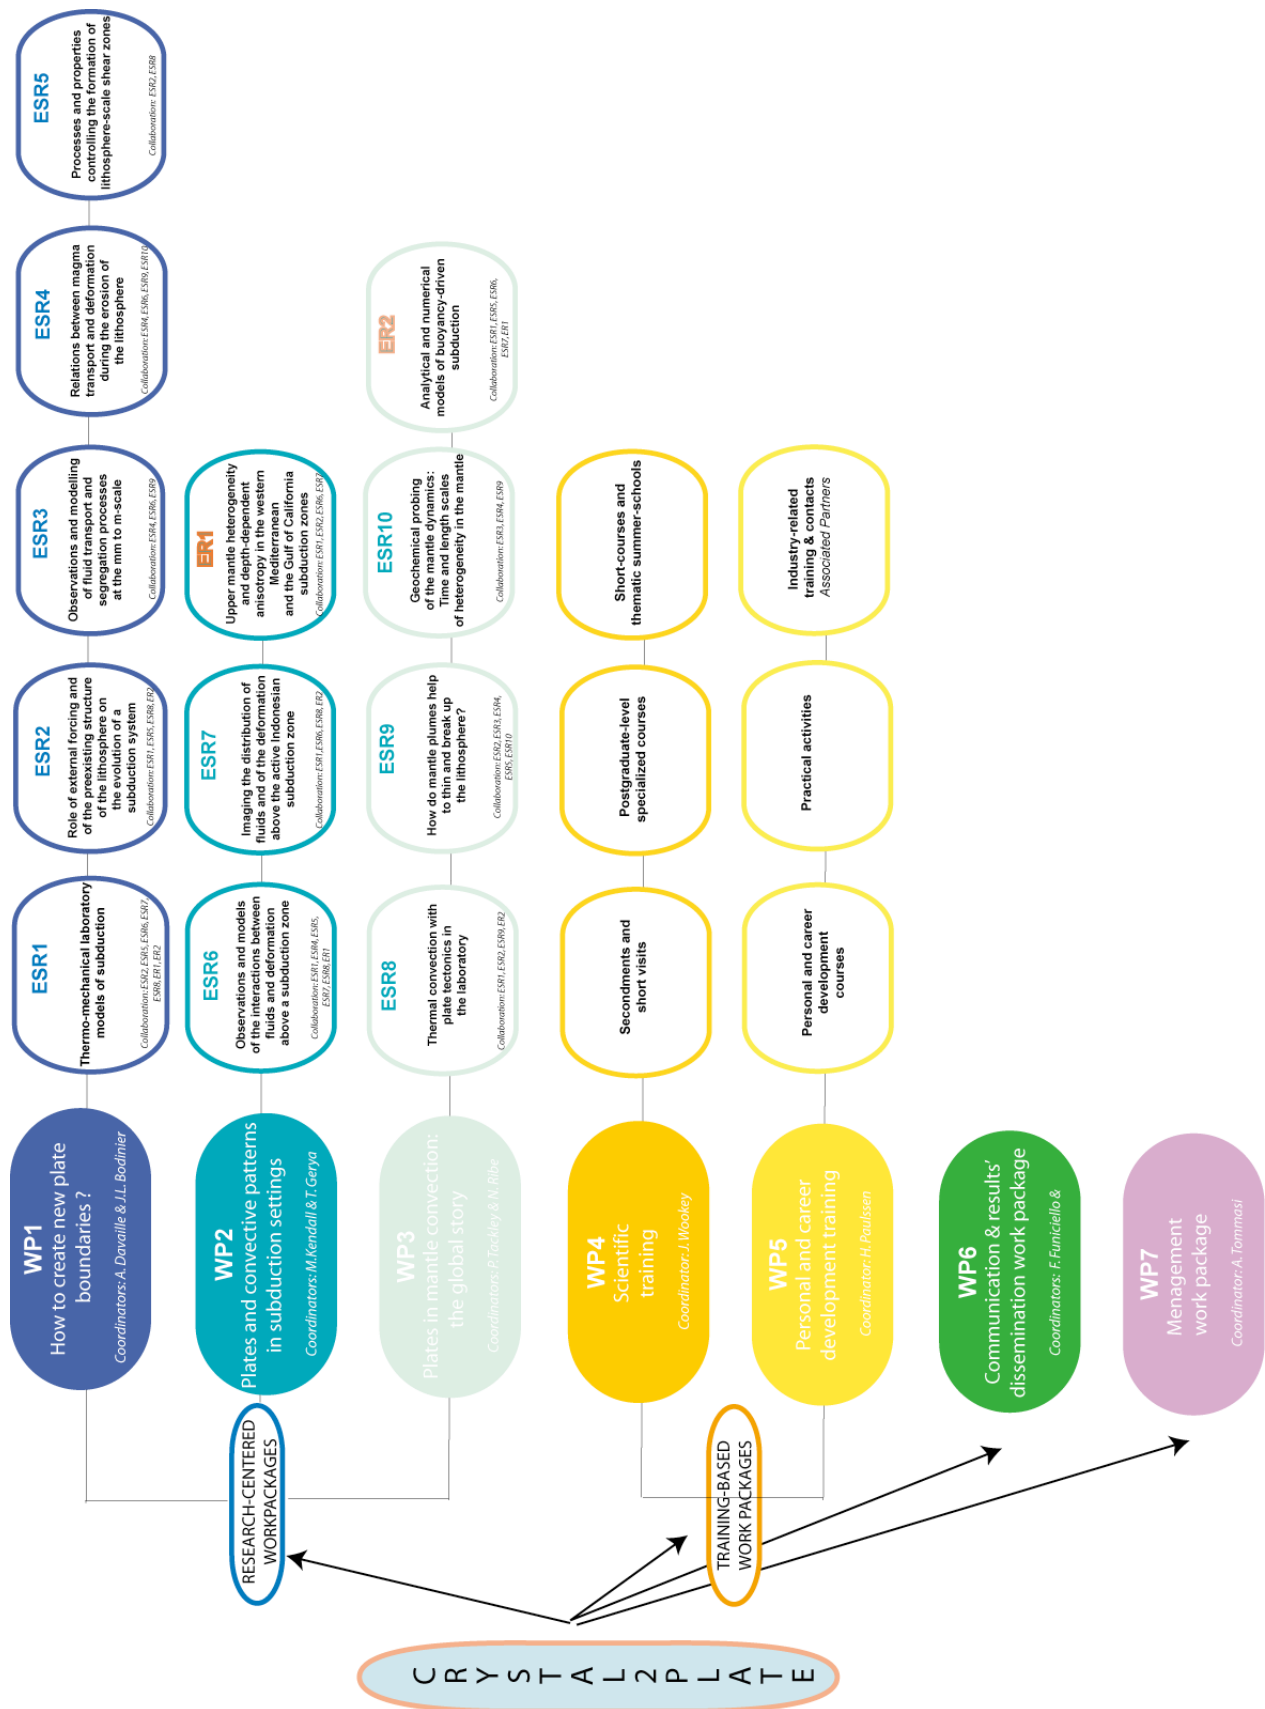 CRYSTAL2PLATE
RESEARCH-CENTERED
WORKPACKAGES
WP1
How to create new plate
boundaries ?
Coordinators: A. Davaille & J.L. Bodinier
ESR1
Thermo-mechanical laboratory
models of subduction
Collaboration: ESR2, ESR5, ESR6, ESR7,
ESR8, ER1, ER2
ESR2
Role of external forcing and
of the preexisting structure
of the lithosphere on
the evolution of a
subduction system
Collaboration: ESR1, ESR5, ESR8, ER2
ESR3
Observations and modelling
of fluid transport and
segregation processes
at the mm to m-scale
Collaboration: ESR4, ESR6, ESR9
ESR4
Relations between magma
transport and deformation
during the erosion of
the lithosphere
Collaboration: ESR4, ESR6, ESR9, ESR10
ESR5
Processes and properties
controlling the formation of
lithosphere-scale shear zones
Collaboration: ESR2, ESR8
WP2
Plates and convective patterns
in subduction settings
Coordinators: M.Kendall & T.Gerya
ESR6
Observations and models
of the interactions between
fluids and deformation
above a subduction zone
Collaboration: ESR1, ESR4, ESR5,
ESR7, ESR8, ER1
ESR7
Imaging the distribution of
fluids and of the deformation
above the active Indonesian
subduction zone
Collaboration: ESR1, ESR6, ESR8, ER2
ER1
Upper mantle heterogeneity
and depth-dependent
anisotropy in the western
Mediterranean
and the Gulf of California
subduction zones
Collaboration: ESR1, ESR2, ESR6, ESR7
WP3
Plates in mantle convection:
the global story
Coordinators: P.Tackley & N. Ribe
ESR8
Thermal convection with
plate tectonics in
the laboratory
Collaboration: ESR1, ESR2, ESR9, ER2
ESR9
How do mantle plumes help
to thin and break up
the lithosphere?
Collaboration: ESR2, ESR3, ESR4,
ESR5, ESR10
ESR10
Geochemical probing
of the mantle dynamics:
Time and length scales
of heterogeneity in the mantle
Collaboration: ESR3, ESR4, ESR9
ER2
Analytical and numerical
models of buoyancy-driven
subduction
Collaboration: ESR1, ESR5, ESR6,
ESR7, ER1
TRAINING-BASED
WORK PACKAGES
WP4
Scientific
training
Coordinator: J. Wookey
Secondments and
short visits
Postgraduate-level
specialized courses
Short-courses and
thematic summer-schools
WP5
Personal and career
development training
Coordinator: H. Paulssen
Personal and career
development
courses
Practical activities
Industry-related
training & contacts
Associated Partners
WP6
Communication & results'
dissemination work package
Coordinators: F. Funiciello &
WP7
Menagement
work package
Coordinator: A. Tommasi